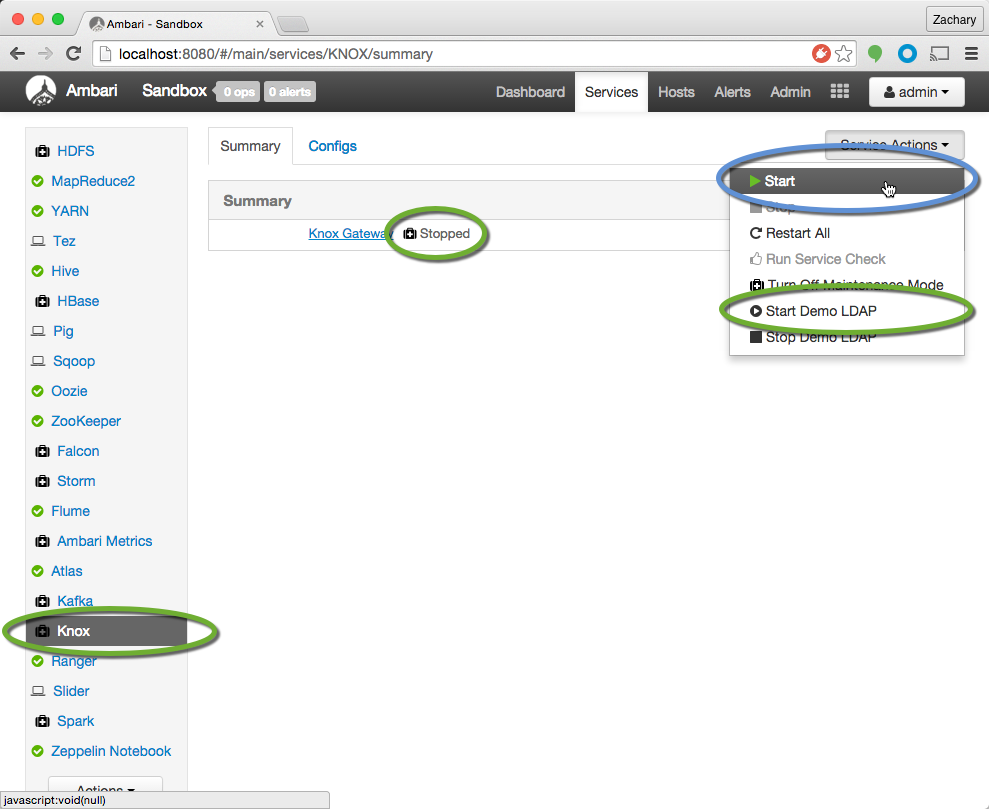 Ambari - Sandbox
Zachary
localhost:8080/#/main/services/KNOX/summary
Ambari Sandbox 0 ops 0 alerts Dashboard Services Hosts Alerts Admin admin
HDFS
MapReduce2
YARN
Tez
Hive
HBase
Pig
Sqoop
Oozie
ZooKeeper
Falcon
Storm
Flume
Ambari Metrics
Atlas
Kafka
Knox
Ranger
Slider
Spark
Zeppelin Notebook
Actions
Summary Configs
Service Actions
Summary
Knox Gateway Stopped
Start
Stop
Restart All
Run Service Check
Turn Off Maintenance Mode
Start Demo LDAP
Stop Demo LDAP
javascript:void(null)